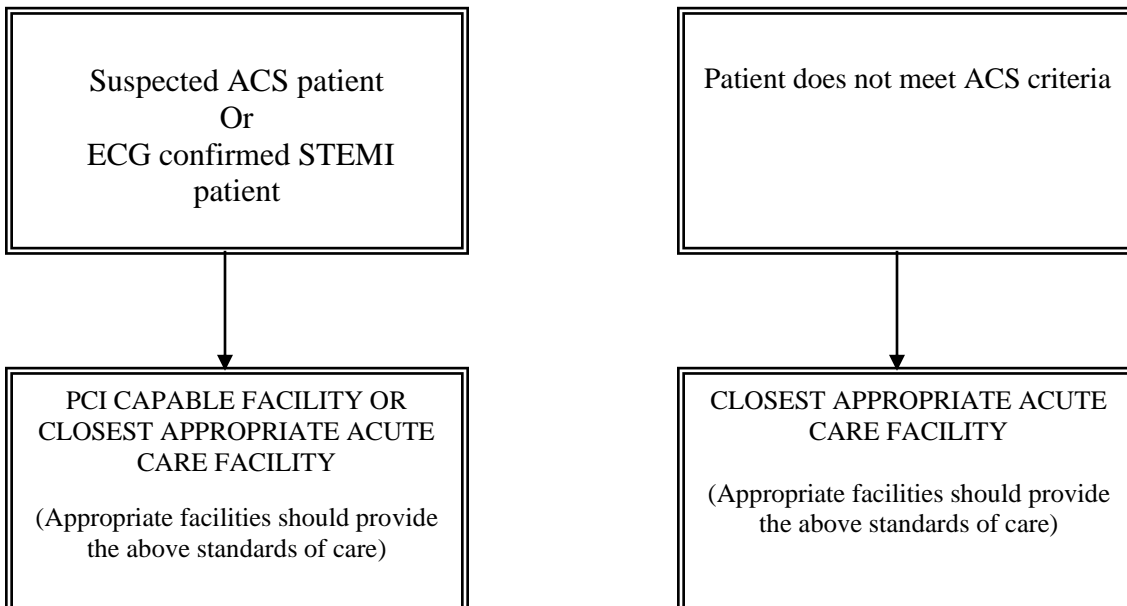 Suspected ACS patient
Or
ECG confirmed STEMI
patient
Patient does not meet ACS criteria
PCI CAPABLE FACILITY OR
CLOSEST APPROPRIATE ACUTE
CARE FACILITY
(Appropriate facilities should provide
the above standards of care)
CLOSEST APPROPRIATE ACUTE
CARE FACILITY
(Appropriate facilities should provide
the above standards of care)